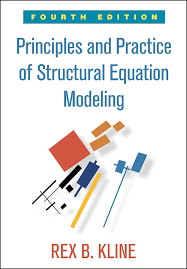 FOURTH EDITION
Principles and Practice
of Structural Equation
Modeling
REX B. KLINE